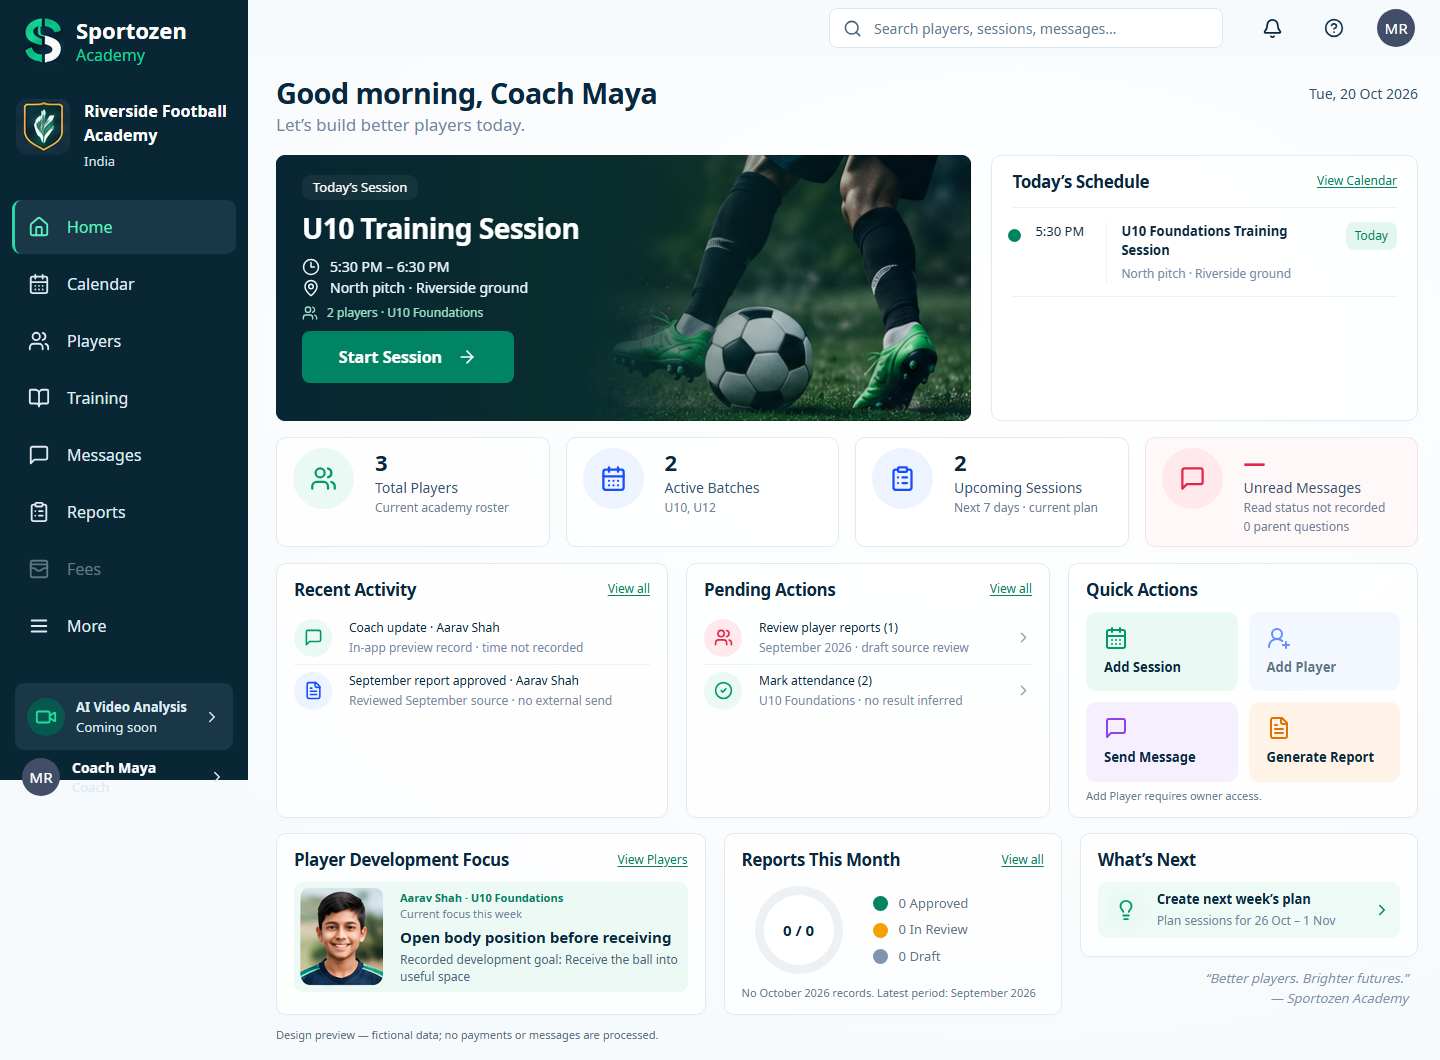 Sportozen
Academy
Riverside Football
Academy
India
Home
Calendar
Players
Training
Messages
Reports
Fees
More
AI Video Analysis
Coming soon
MR
Coach Maya
Coach
Search players, sessions, messages...
MR
Good morning, Coach Maya
Let’s build better players today.
Tue, 20 Oct 2026
Today’s Session
U10 Training Session
5:30 PM – 6:30 PM
North pitch · Riverside ground
2 players · U10 Foundations
Start Session
Today’s Schedule
View Calendar
5:30 PM
U10 Foundations Training
Session
Today
North pitch · Riverside ground
3
Total Players
Current academy roster
2
Active Batches
U10, U12
2
Upcoming Sessions
Next 7 days · current plan
—
Unread Messages
Read status not recorded
0 parent questions
Recent Activity
View all
Coach update · Aarav Shah
In-app preview record · time not recorded
September report approved · Aarav Shah
Reviewed September source · no external send
Pending Actions
View all
Review player reports (1)
September 2026 · draft source review
Mark attendance (2)
U10 Foundations · no result inferred
Quick Actions
Add Session
Add Player
Send Message
Generate Report
Add Player requires owner access.
Player Development Focus
View Players
Aarav Shah · U10 Foundations
Current focus this week
Open body position before receiving
Recorded development goal: Receive the ball into
useful space
Reports This Month
View all
0 / 0
0 Approved
0 In Review
0 Draft
No October 2026 records. Latest period: September 2026
What’s Next
Create next week’s plan
Plan sessions for 26 Oct – 1 Nov
“Better players. Brighter futures.”
— Sportozen Academy
Design preview — fictional data; no payments or messages are processed.